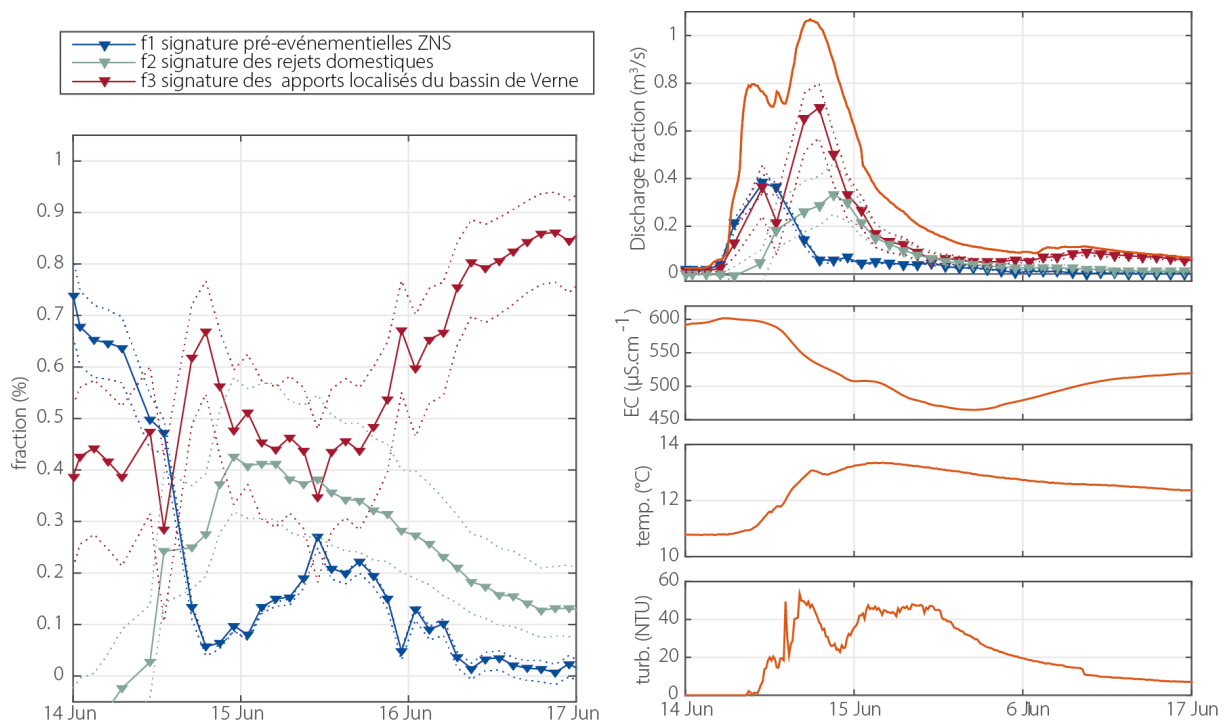 f1 signature pré-evénementielles ZNS
f2 signature des rejets domestiques
f3 signature des apports localisés du bassin de Verne
fraction (%)
1
0.9
0.8
0.7
0.6
0.5
0.4
0.3
0.2
0.1
0
14 Jun
15 Jun
16 Jun
17 Jun
Discharge fraction (m³/s)
1
0.8
0.6
0.4
0.2
0
EC (µS.cm⁻¹)
600
550
500
450
temp. (°C)
14
12
10
turb. (NTU)
60
40
20
0
14 Jun
15 Jun
6 Jun
17 Jun